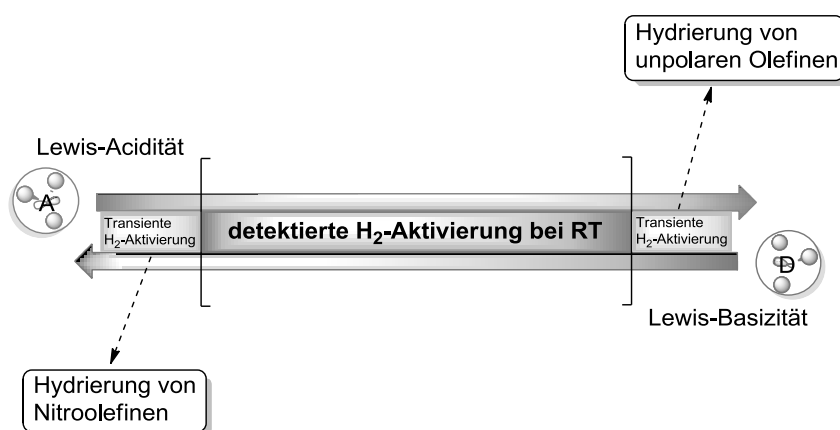 Hydrierung von
unpolaren Olefinen
Lewis-Acidität
A
Transiente
H₂-Aktivierung
detektierte H₂-Aktivierung bei RT
Transiente
H₂-Aktivierung
D
Lewis-Basizität
Hydrierung von
Nitroolefinen